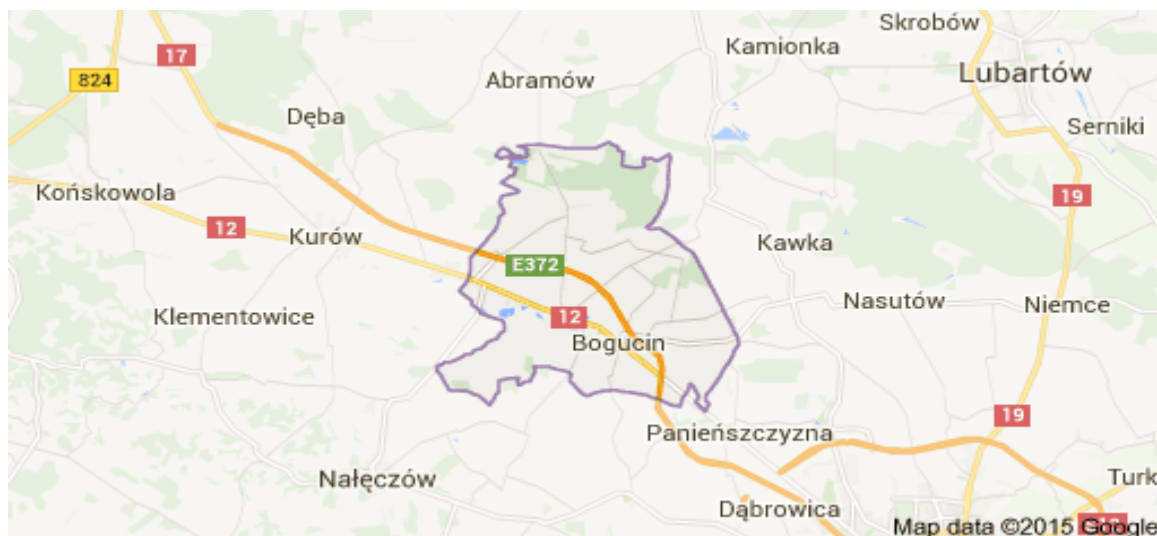 Skrobów
17
Kamionka
824
Abramów
Lubartów
Dęba
Serniki
Końskowola
19
12
Kurów
Kawka
E372
Klementowice
12
Nasutów
Niemce
Bogucin
19
Panieńszczyzna
Nałęczów
Turk
Dąbrowica
Map data ©2015 Google